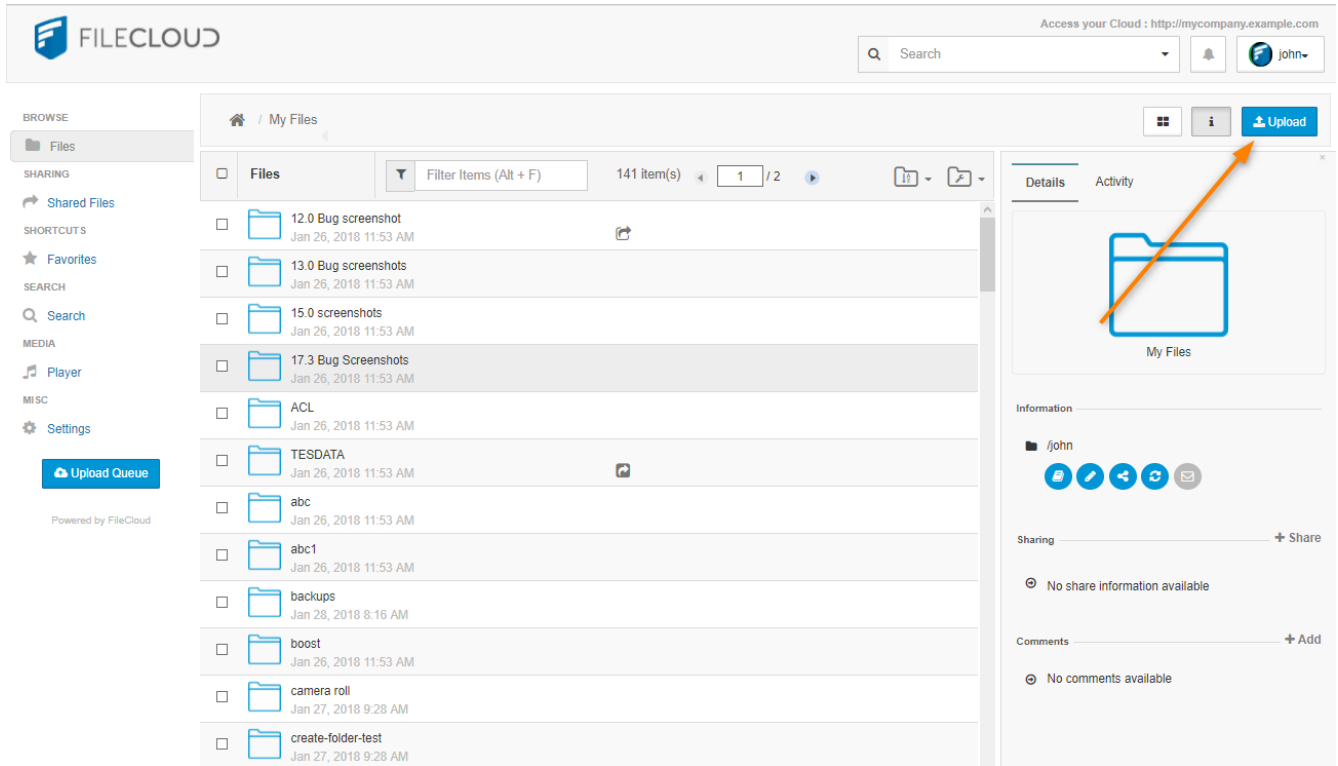 FILECLOUD
Access your Cloud : http://mycompany.example.com
Search
john
BROWSE
Files
SHARING
Shared Files
SHORTCUTS
Favorites
SEARCH
Search
MEDIA
Player
MISC
Settings
Upload Queue
Powered by FileCloud
/ My Files
i
Upload
Files
Filter Items (Alt + F)
141 item(s)
1 / 2
12.0 Bug screenshot
Jan 26, 2018 11:53 AM
13.0 Bug screenshots
Jan 26, 2018 11:53 AM
15.0 screenshots
Jan 26, 2018 11:53 AM
17.3 Bug Screenshots
Jan 26, 2018 11:53 AM
ACL
Jan 26, 2018 11:53 AM
TESDATA
Jan 26, 2018 11:53 AM
abc
Jan 26, 2018 11:53 AM
abc1
Jan 26, 2018 11:53 AM
backups
Jan 28, 2018 8:16 AM
boost
Jan 26, 2018 11:53 AM
camera roll
Jan 27, 2018 9:28 AM
create-folder-test
Jan 27, 2018 9:28 AM
Details Activity
My Files
Information
/john
Sharing + Share
No share information available
Comments + Add
No comments available